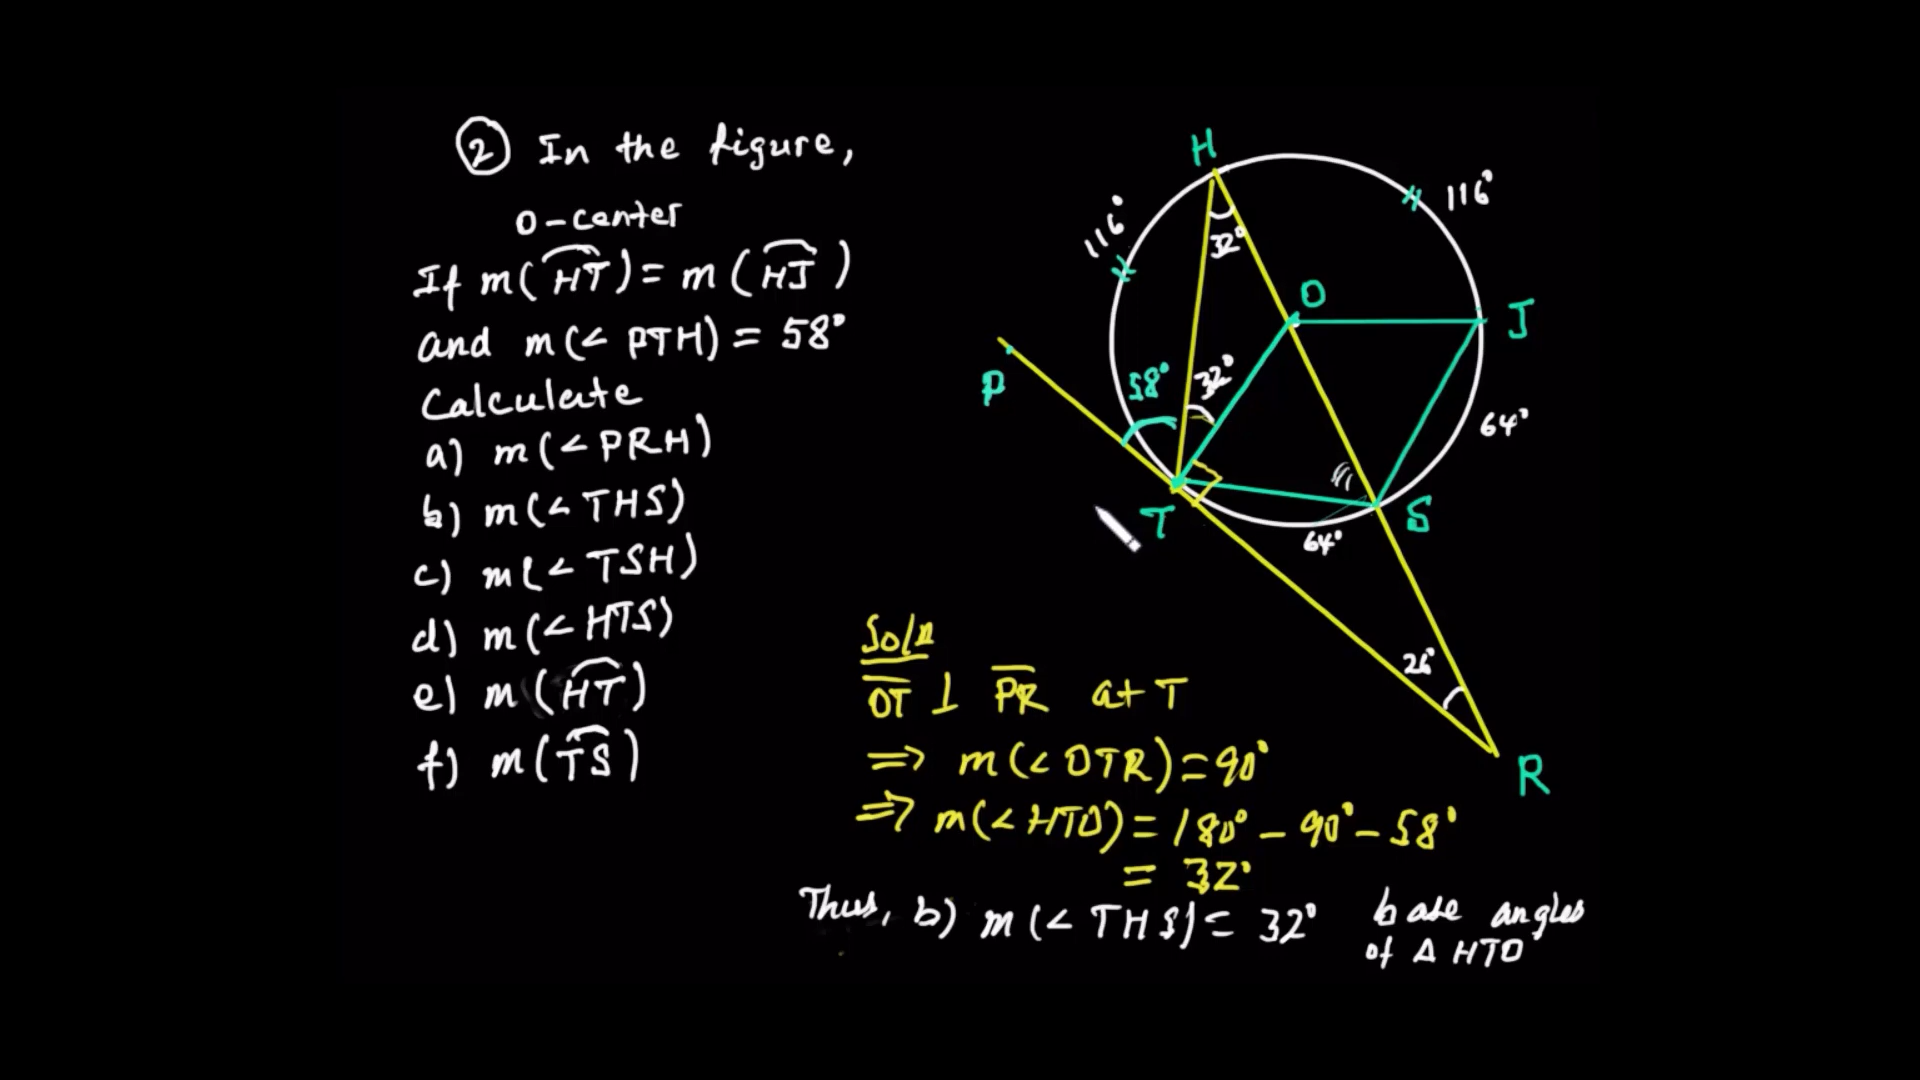 ② In the figure,
O-center
If m(HT) = m(HJ)
and m(∠PTH) = 58°
Calculate
a) m(∠PRH)
b) m(∠THS)
c) m(∠TSH)
d) m(∠HTS)
e) m(HT)
f) m(TS)
H
116°
116°
32°
O
J
P
58°
32°
64°
T
S
64°
26°
R
Soln
OT ⊥ PR at T
=> m(∠OTR) = 90°
=> m(∠HTO) = 180° - 90° - 58°
= 32°
Thus, b) m(∠THS) = 32° base angles
of Δ HTO